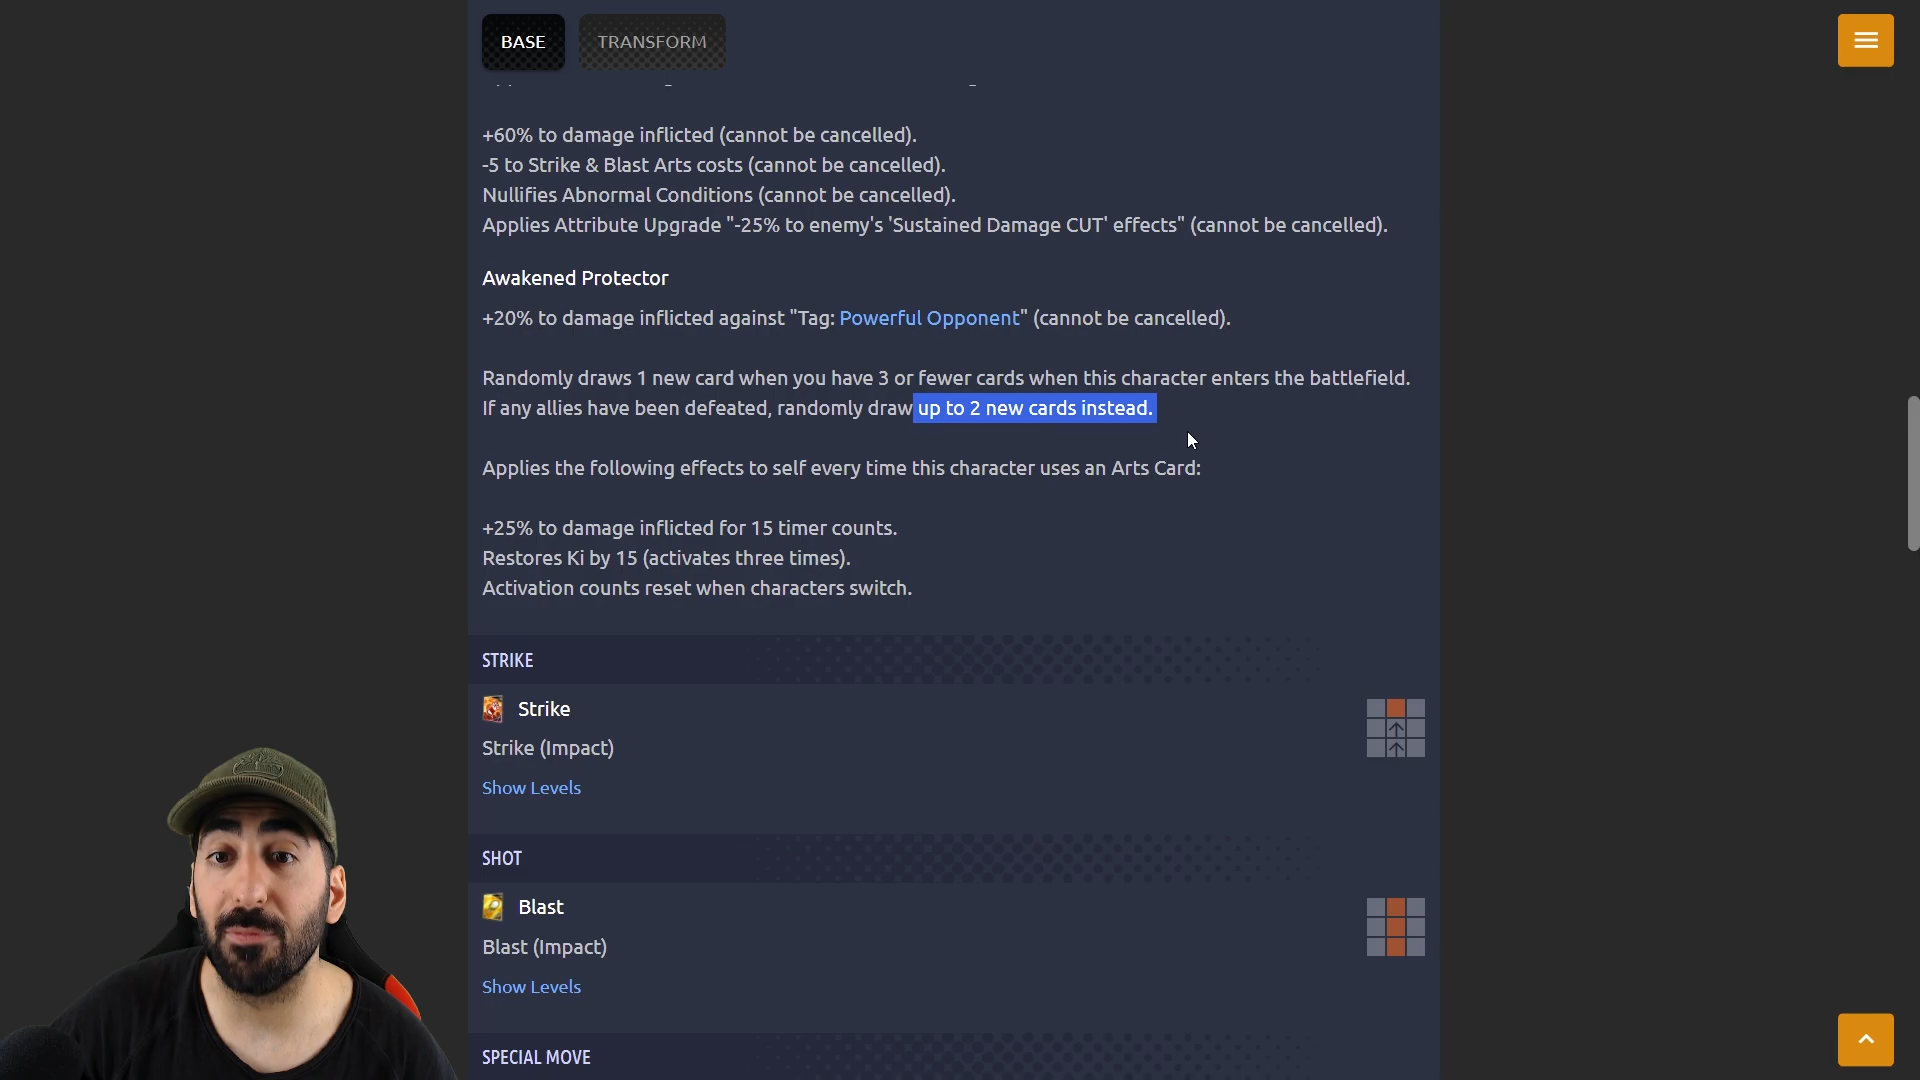 BASE
TRANSFORM
+60% to damage inflicted (cannot be cancelled).
-5 to Strike & Blast Arts costs (cannot be cancelled).
Nullifies Abnormal Conditions (cannot be cancelled).
Applies Attribute Upgrade "-25% to enemy's 'Sustained Damage CUT' effects" (cannot be cancelled).
Awakened Protector
+20% to damage inflicted against "Tag: Powerful Opponent" (cannot be cancelled).
Randomly draws 1 new card when you have 3 or fewer cards when this character enters the battlefield.
If any allies have been defeated, randomly draw up to 2 new cards instead.
Applies the following effects to self every time this character uses an Arts Card:
+25% to damage inflicted for 15 timer counts.
Restores Ki by 15 (activates three times).
Activation counts reset when characters switch.
STRIKE
Strike
Strike (Impact)
Show Levels
SHOT
Blast
Blast (Impact)
Show Levels
SPECIAL MOVE